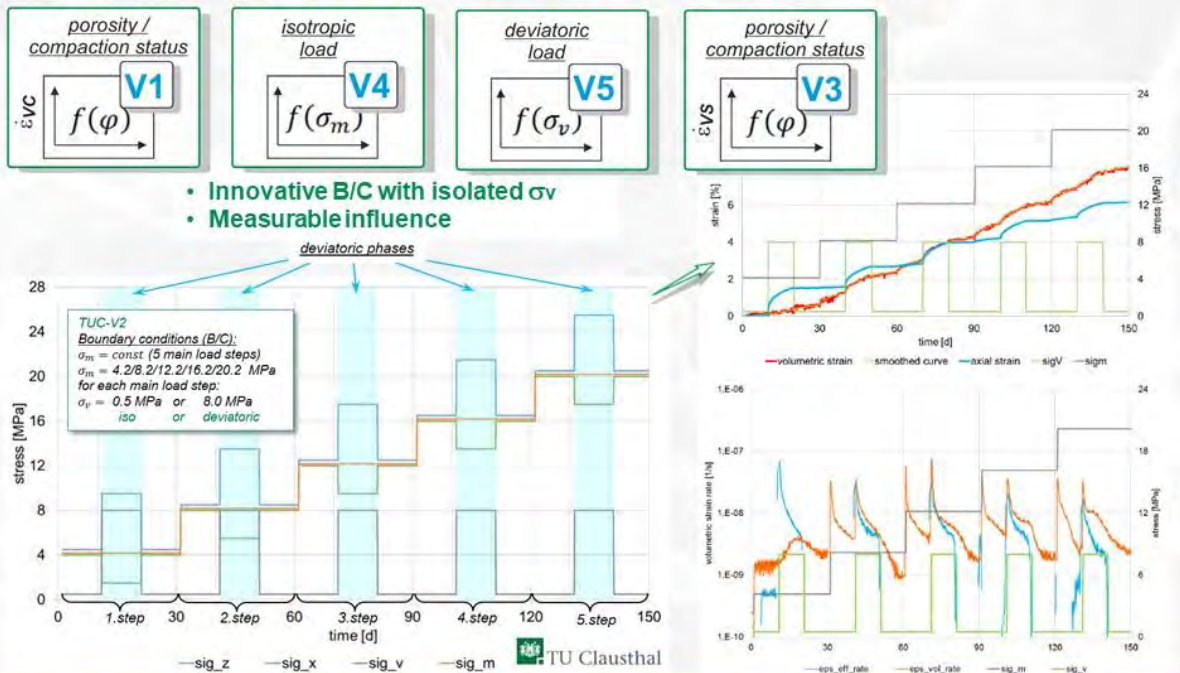 porosity /
compaction status
V1
ε̇VC
f(φ)
isotropic
load
V4
f(σm)
deviatoric
load
V5
f(σv)
porosity /
compaction status
V3
ε̇VS
f(φ)
• Innovative B/C with isolated σv
• Measurable influence
deviatoric phases
28
24
20
16
12
8
4
0
stress [MPa]
TUC-V2
Boundary conditions (B/C):
σm = const (5 main load steps)
σm = 4.2/8.2/12.2/16.2/20.2 MPa
for each main load step:
σv = 0.5 MPa or 8.0 MPa
iso or deviatoric
0 1.step 30 2.step 60 3.step 90 4.step 120 5.step 150
time [d]
sig_z sig_x sig_v sig_m
TU Clausthal
24
20
16
12
8
4
0
stress [MPa]
6
4
2
0
strain [%]
0 30 60 90 120 150
time [d]
volumetric strain smoothed curve axial strain sigV sigm
1,E-06
1,E-07
1,E-08
1,E-09
1,E-10
volumetric strain rate [1/s]
24
18
12
6
0
stress [MPa]
0 30 60 90 120 150
time [d]
eps_eff_rate eps_vol_rate sig_m sig_v